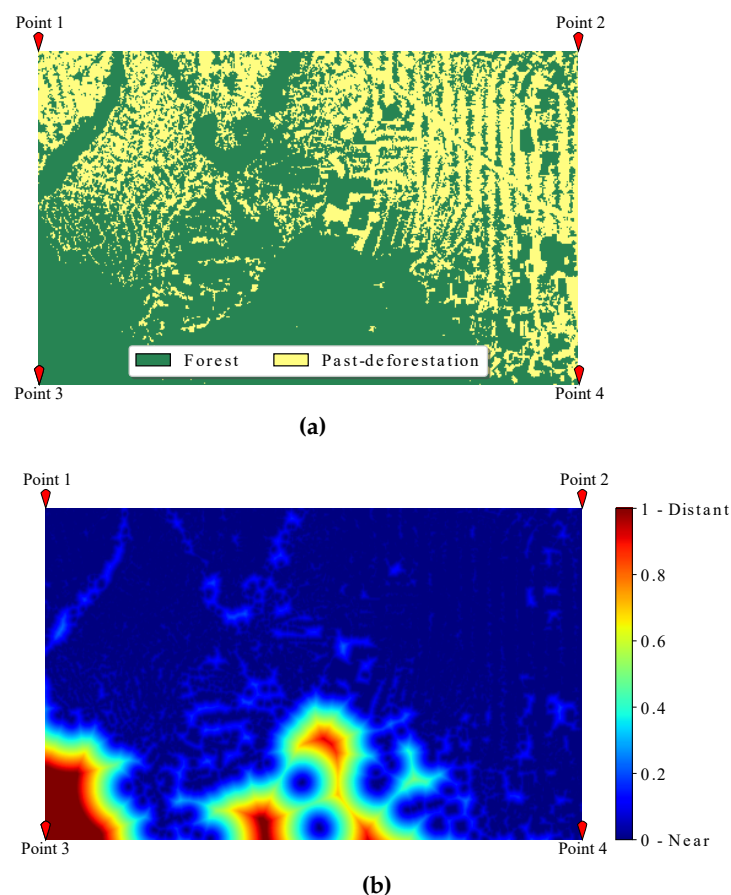 Point 1 Point 2
Forest Past-deforestation
Point 3 Point 4
(a)
Point 1 Point 2
1 - Distant
0.8
0.6
0.4
0.2
0 - Near
Point 3 Point 4
(b)